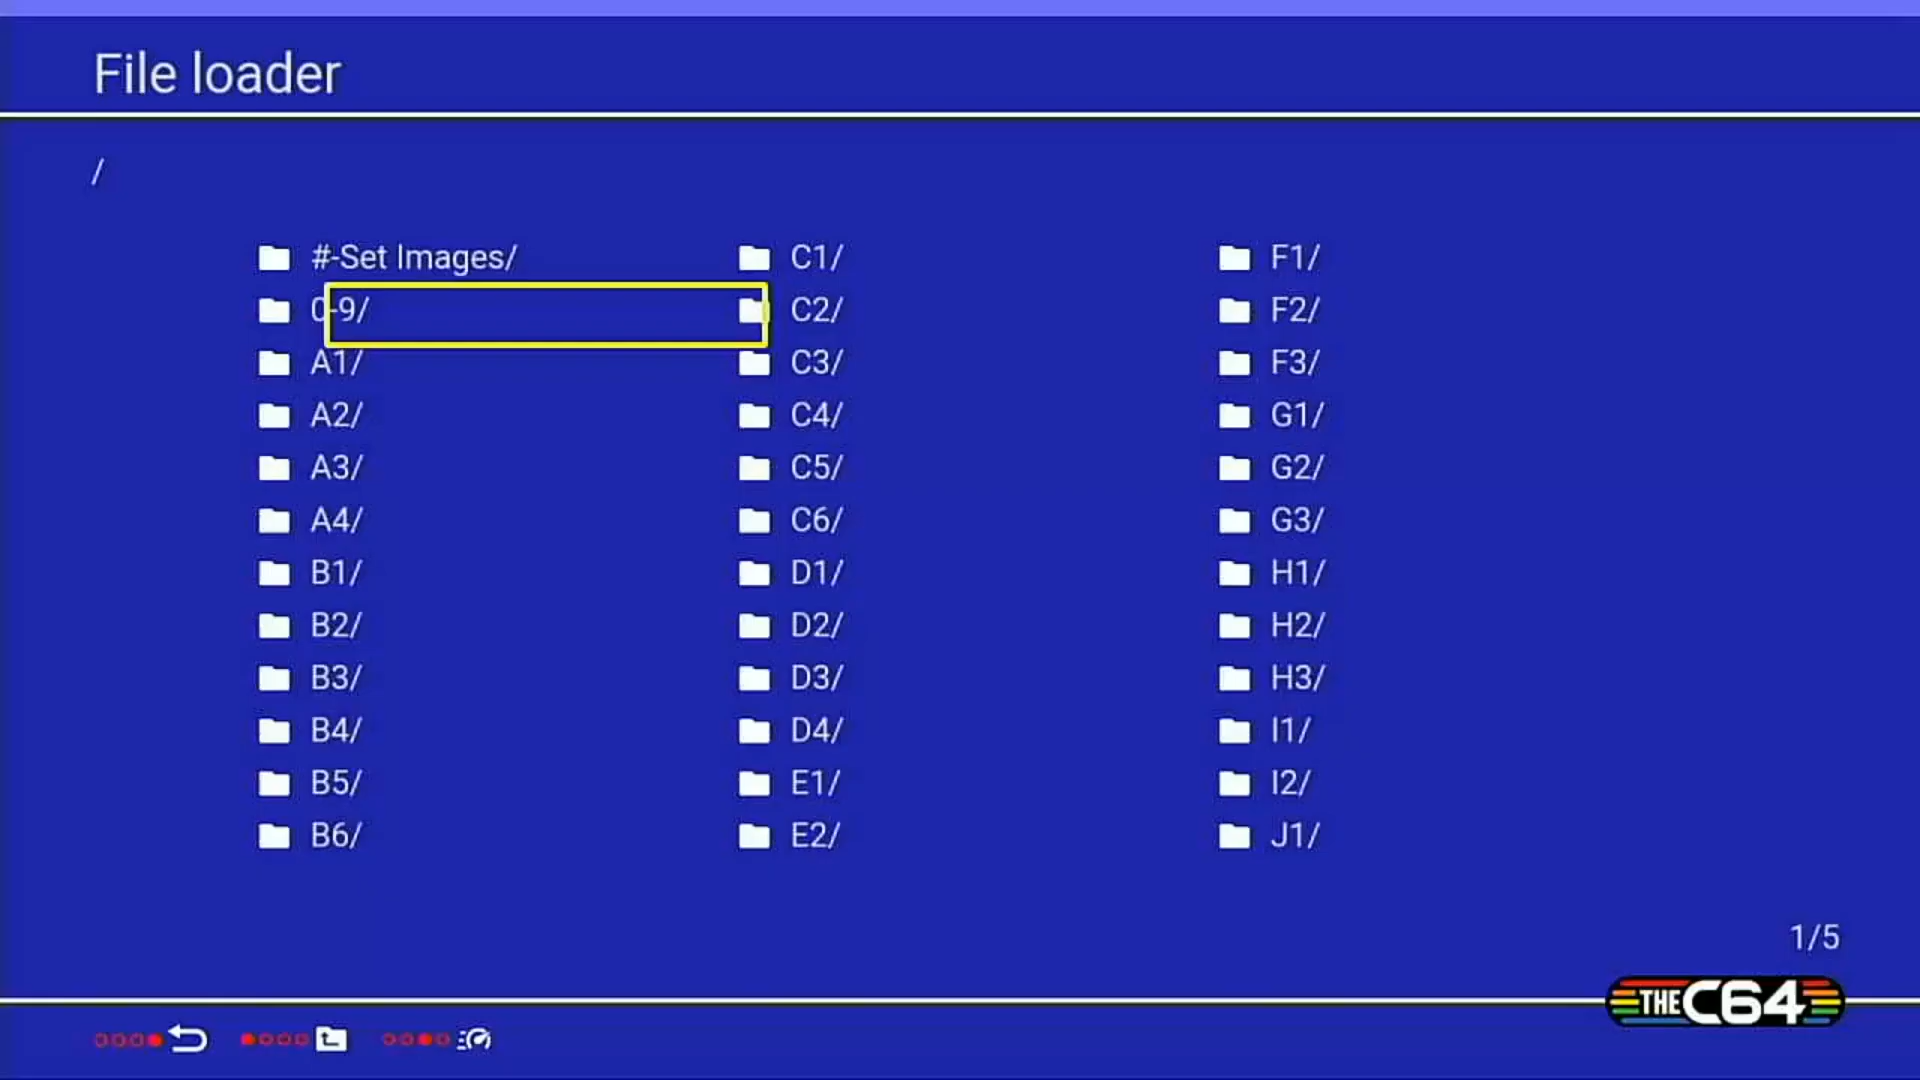 File loader
/
#-Set Images/
0-9/
A1/
A2/
A3/
A4/
B1/
B2/
B3/
B4/
B5/
B6/
C1/
C2/
C3/
C4/
C5/
C6/
D1/
D2/
D3/
D4/
E1/
E2/
F1/
F2/
F3/
G1/
G2/
G3/
H1/
H2/
H3/
I1/
I2/
J1/
1/5
THEC64